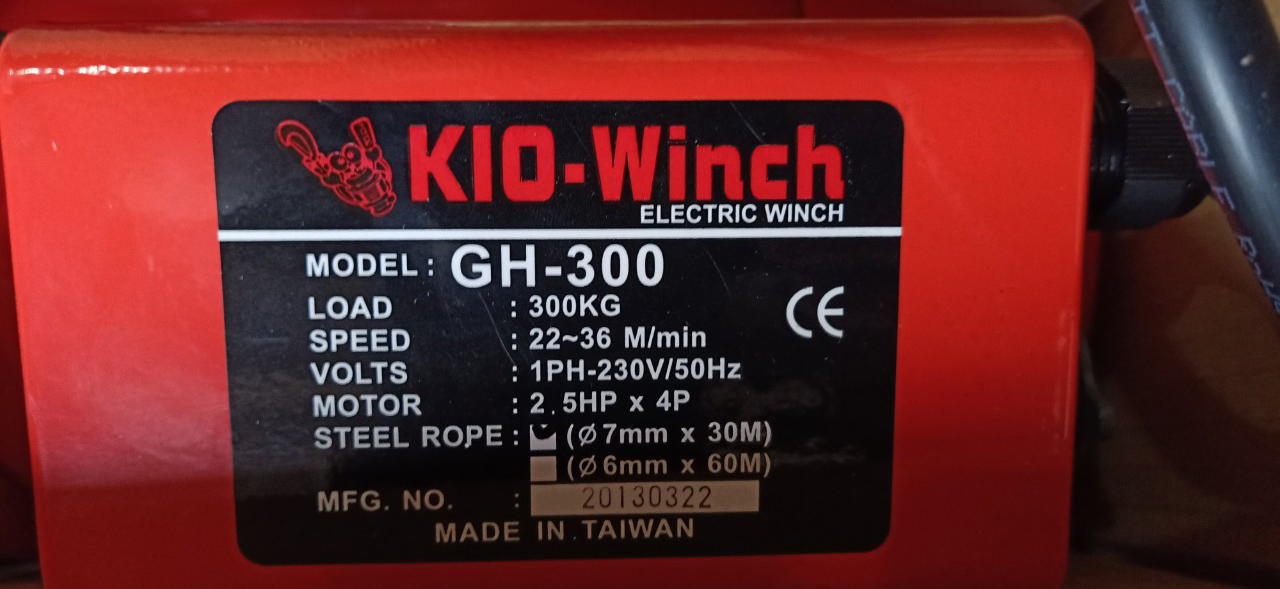 KIO-Winch
ELECTRIC WINCH
MODEL : GH-300
LOAD : 300KG
SPEED : 22~36 M/min
VOLTS : 1PH-230V/50Hz
MOTOR : 2.5HP x 4P
STEEL ROPE : (Ø7mm x 30M)
(Ø6mm x 60M)
MFG. NO. : 20130322
MADE IN TAIWAN
CE